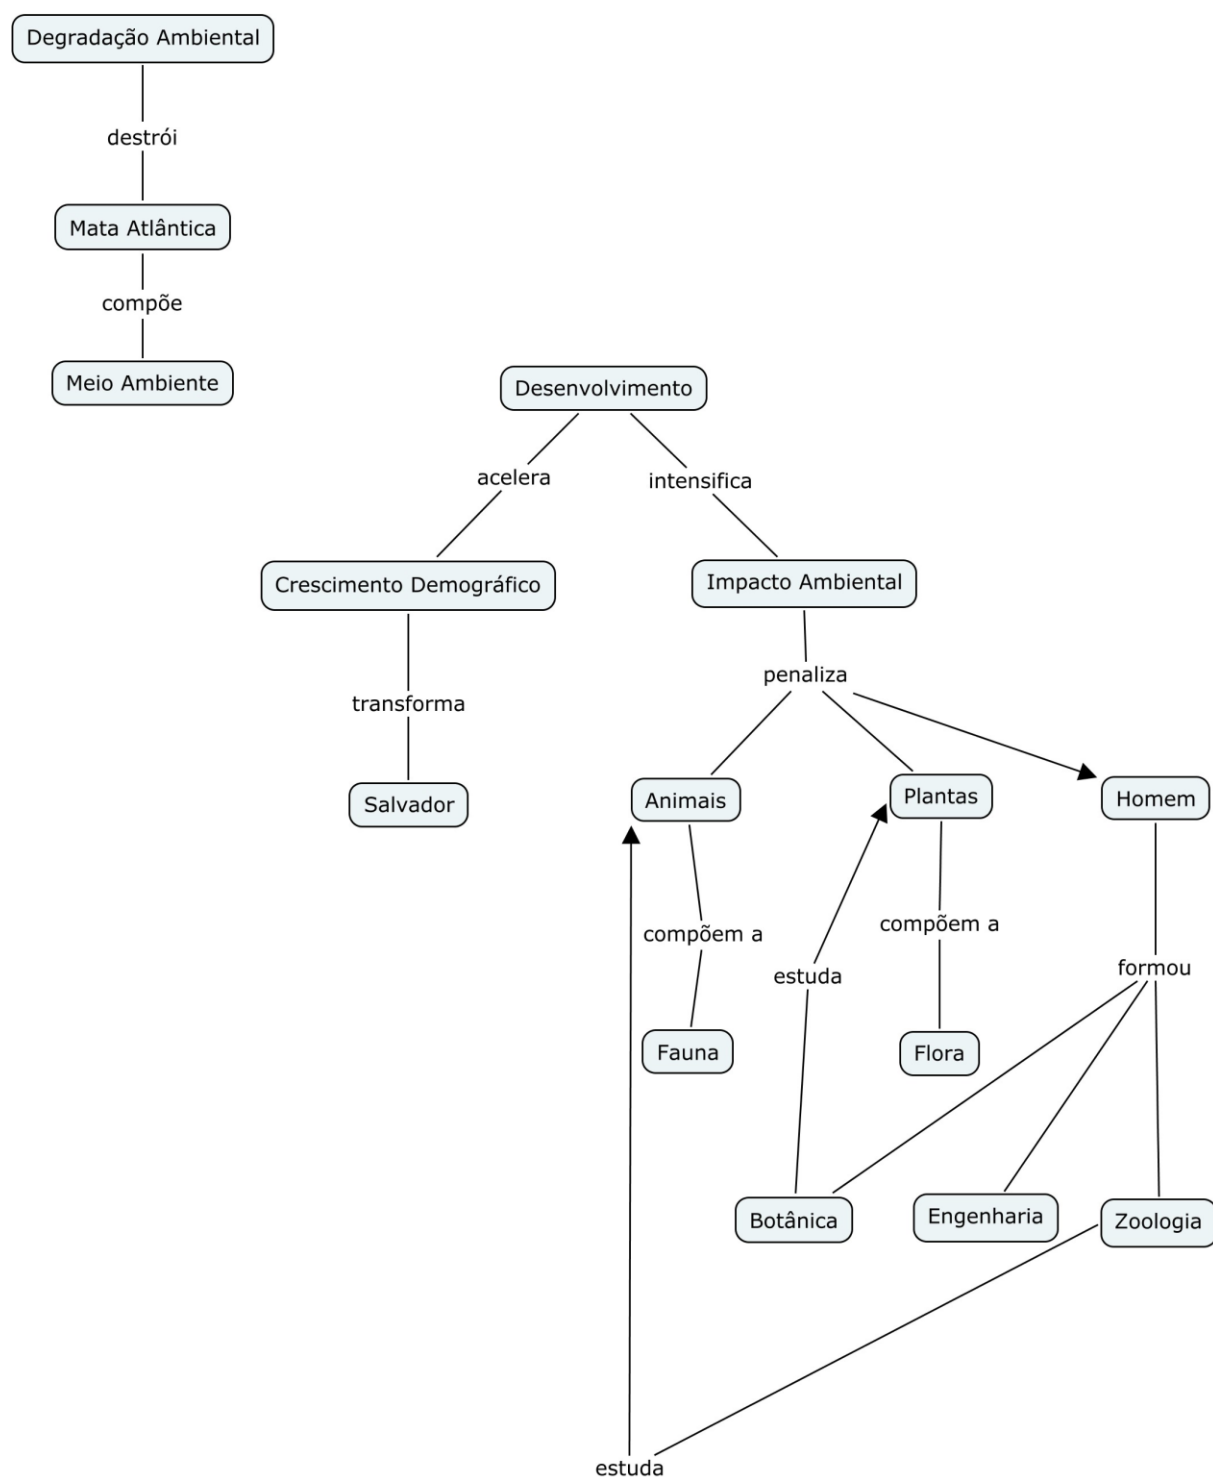 Degradação Ambiental
destrói
Mata Atlântica
compõe
Meio Ambiente
Desenvolvimento
acelera
intensifica
Crescimento Demográfico
Impacto Ambiental
penaliza
transforma
Salvador
Animais
Plantas
Homem
compõem a
compõem a
estuda
formou
Fauna
Flora
Botânica
Engenharia
Zoologia
estuda